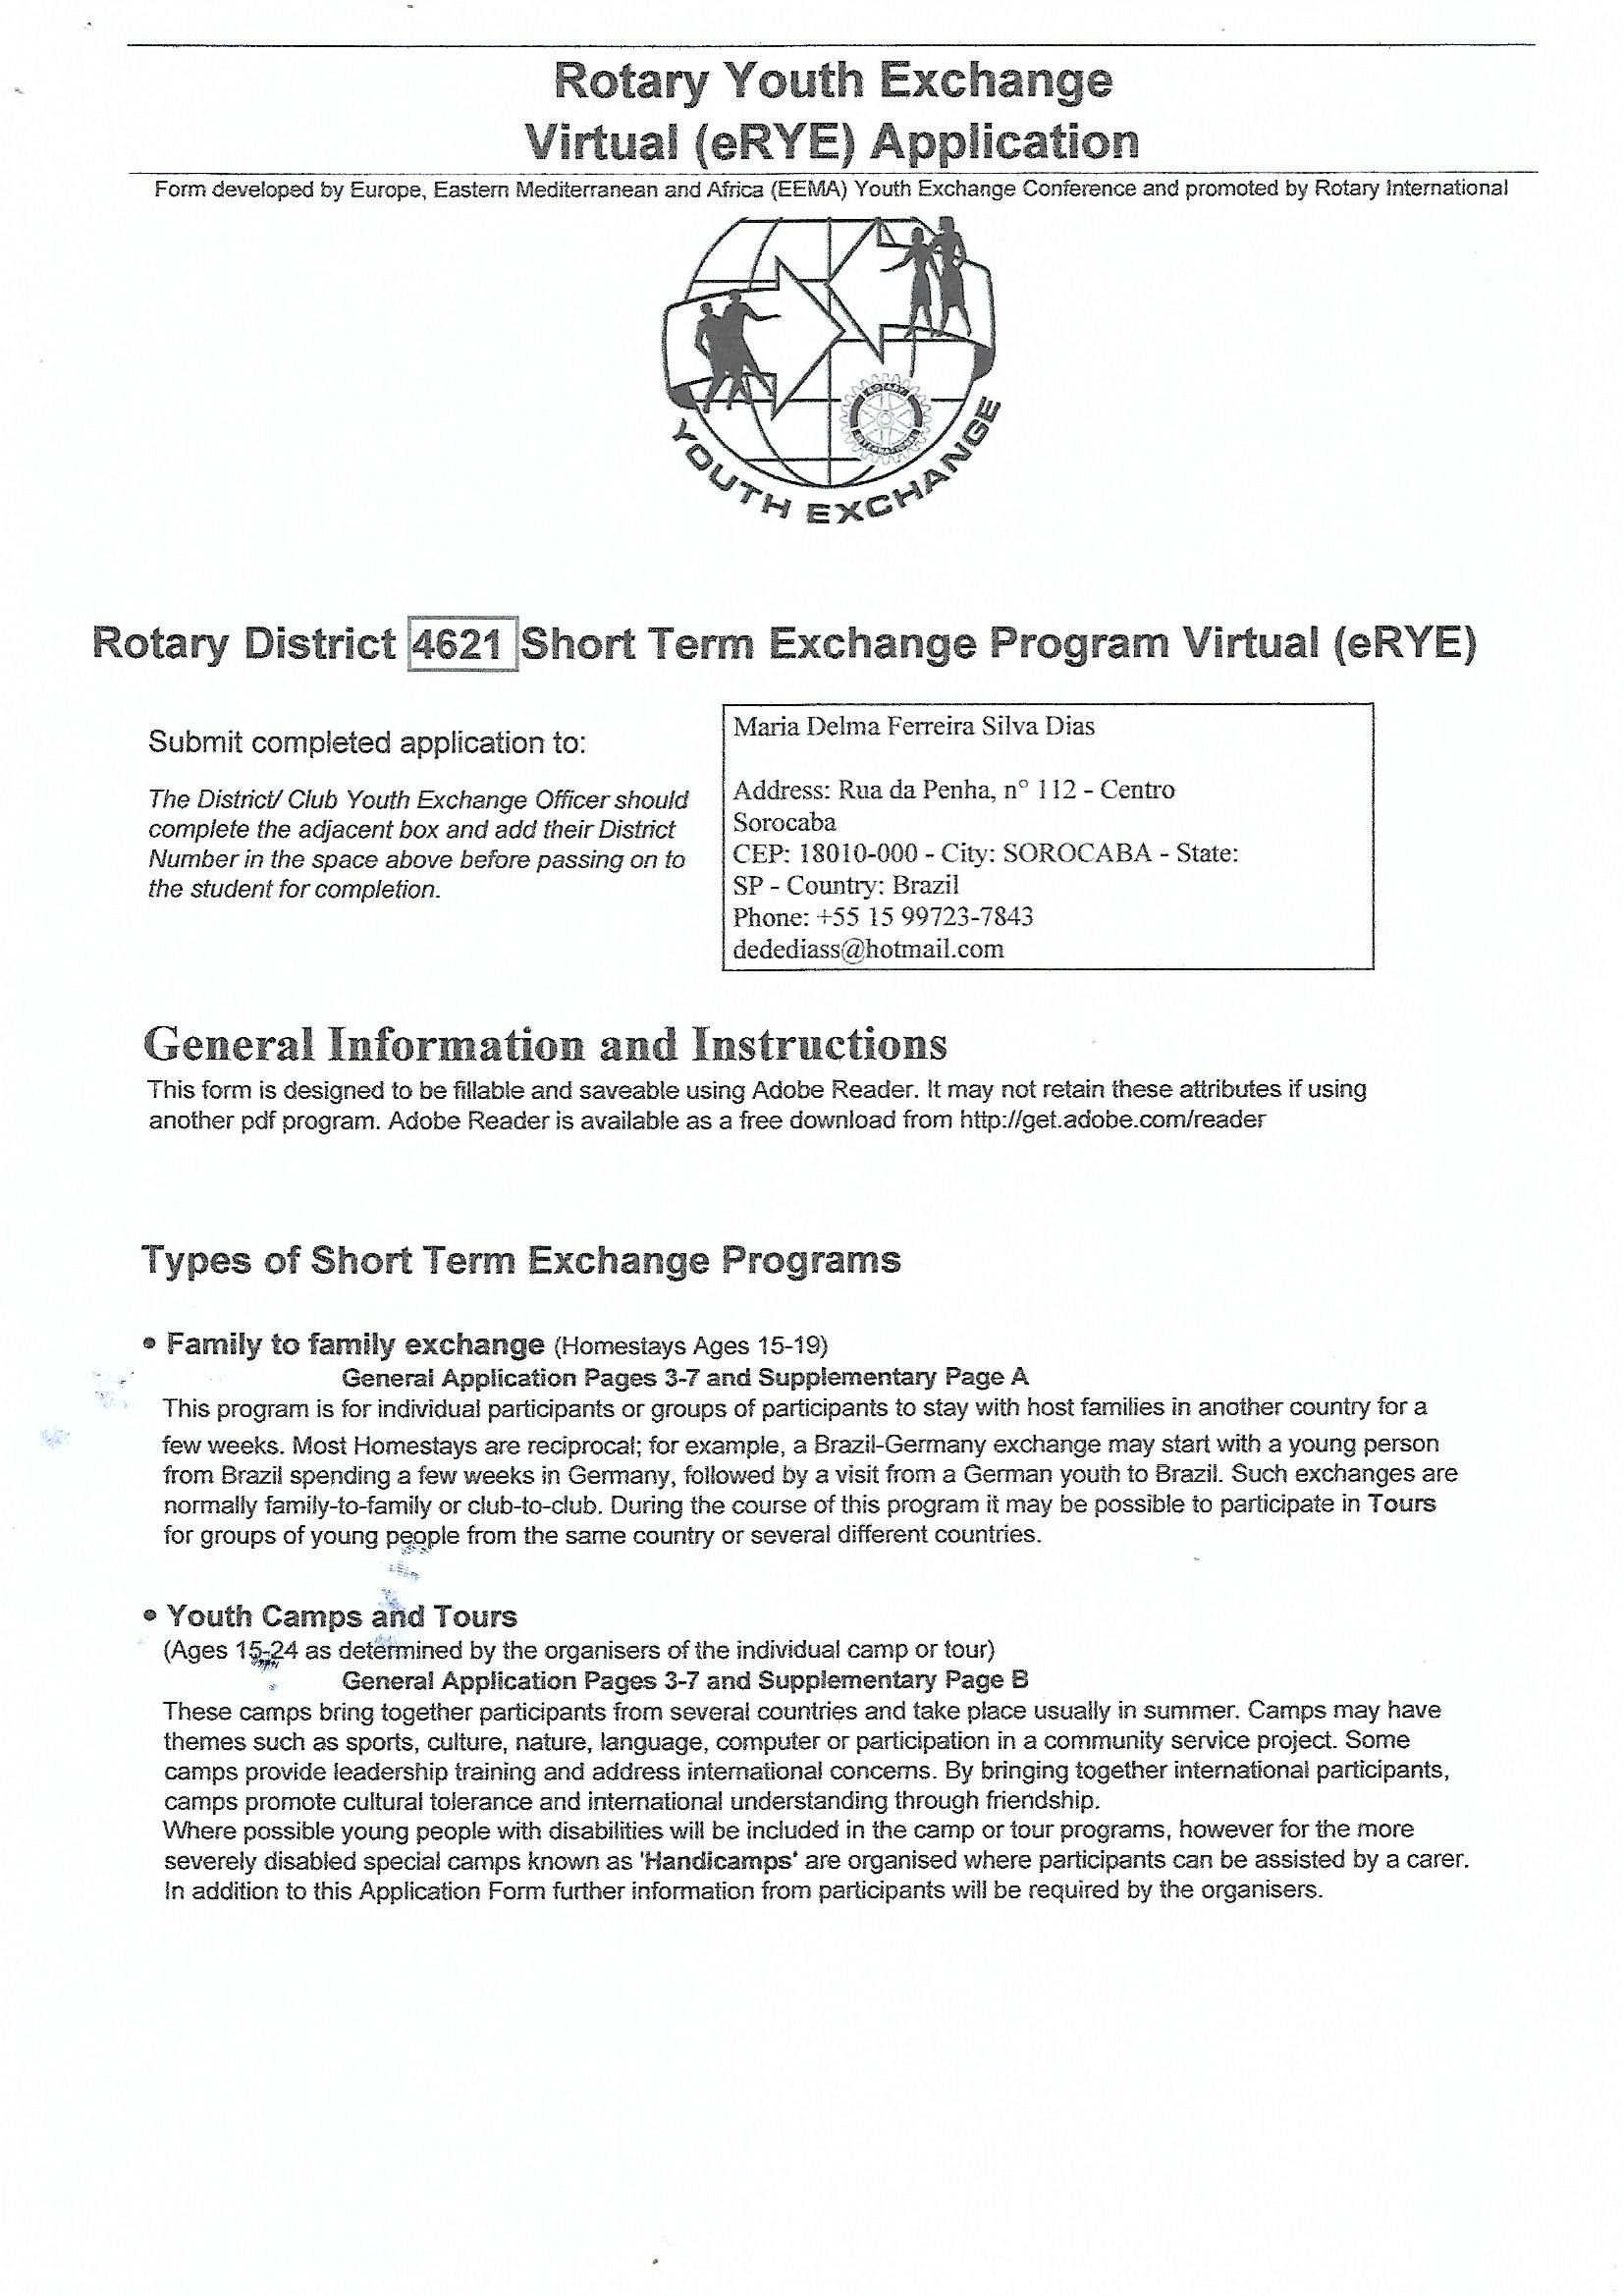 Rotary Youth Exchange
Virtual (eRYE) Application
Form developed by Europe, Eastern Mediterranean and Africa (EEMA) Youth Exchange Conference and promoted by Rotary International
ROTARY
INTERNATIONAL
YOUTH EXCHANGE
Rotary District 4621 Short Term Exchange Program Virtual (eRYE)
Submit completed application to:
The District/ Club Youth Exchange Officer should
complete the adjacent box and add their District
Number in the space above before passing on to
the student for completion.
Maria Delma Ferreira Silva Dias
Address: Rua da Penha, n° 112 - Centro
Sorocaba
CEP: 18010-000 - City: SOROCABA - State:
SP - Country: Brazil
Phone: +55 15 99723-7843
dedediass@hotmail.com
General Information and Instructions
This form is designed to be fillable and saveable using Adobe Reader. It may not retain these attributes if using
another pdf program. Adobe Reader is available as a free download from http://get.adobe.com/reader
Types of Short Term Exchange Programs
• Family to family exchange (Homestays Ages 15-19)
General Application Pages 3-7 and Supplementary Page A
This program is for individual participants or groups of participants to stay with host families in another country for a
few weeks. Most Homestays are reciprocal; for example, a Brazil-Germany exchange may start with a young person
from Brazil spending a few weeks in Germany, followed by a visit from a German youth to Brazil. Such exchanges are
normally family-to-family or club-to-club. During the course of this program it may be possible to participate in Tours
for groups of young people from the same country or several different countries.
• Youth Camps and Tours
(Ages 15-24 as determined by the organisers of the individual camp or tour)
General Application Pages 3-7 and Supplementary Page B
These camps bring together participants from several countries and take place usually in summer. Camps may have
themes such as sports, culture, nature, language, computer or participation in a community service project. Some
camps provide leadership training and address international concerns. By bringing together international participants,
camps promote cultural tolerance and international understanding through friendship.
Where possible young people with disabilities will be included in the camp or tour programs, however for the more
severely disabled special camps known as 'Handicamps' are organised where participants can be assisted by a carer.
In addition to this Application Form further information from participants will be required by the organisers.